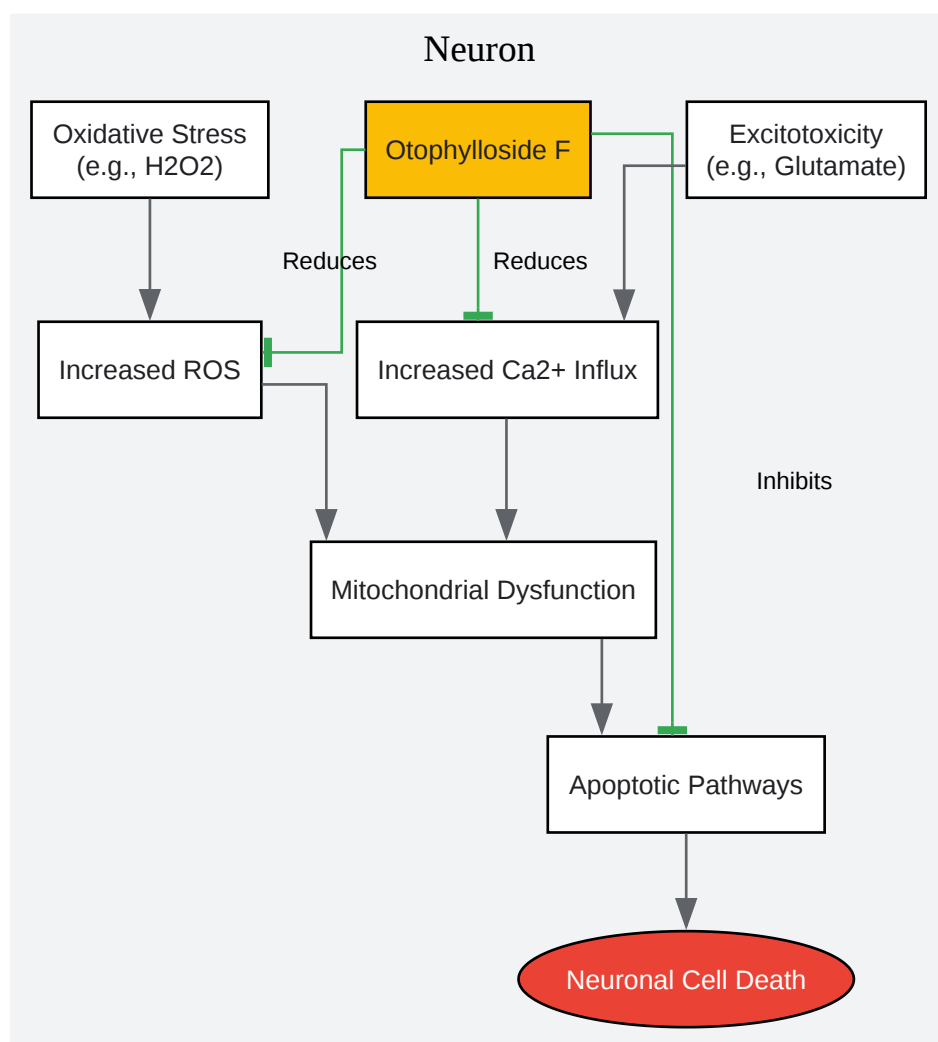 Neuron
Oxidative Stress
(e.g., H2O2)
Otophylloside F
Excitotoxicity
(e.g., Glutamate)
Reduces
Reduces
Increased ROS
Increased Ca2+ Influx
Inhibits
Mitochondrial Dysfunction
Apoptotic Pathways
Neuronal Cell Death